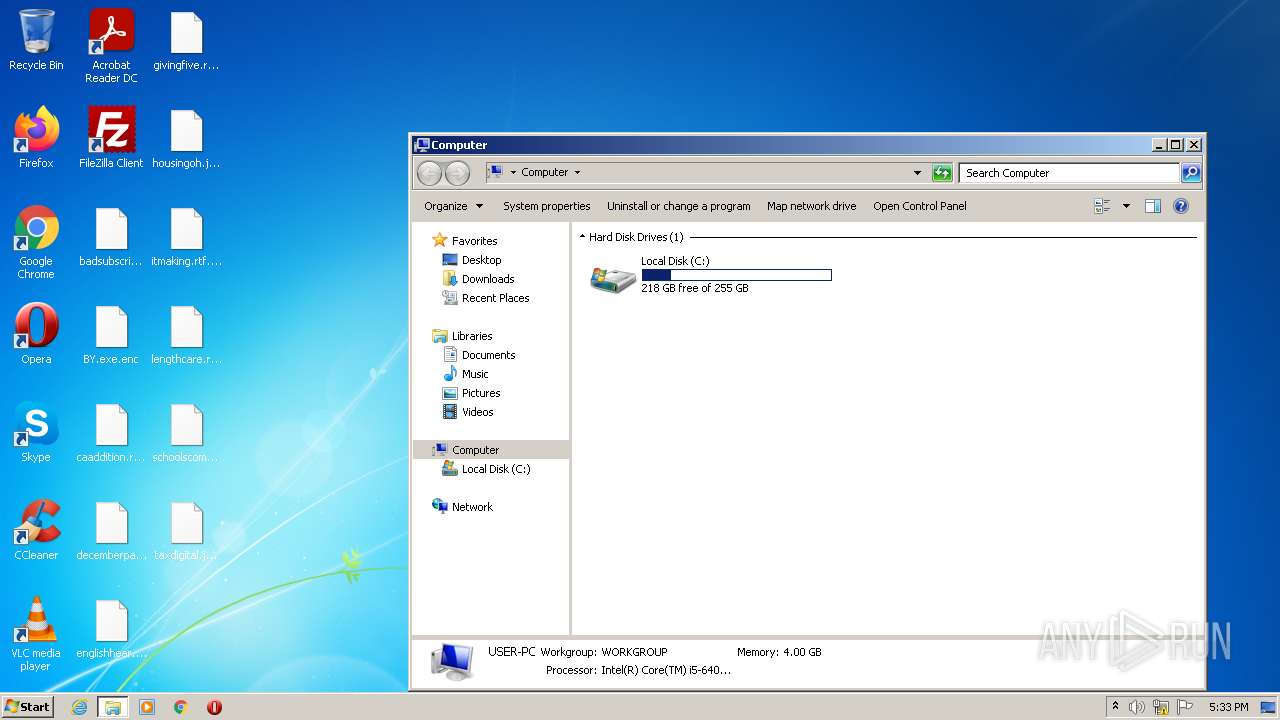 Recycle Bin
Acrobat
Reader DC
givingfive.r...
Firefox
FileZilla Client
housingoh.j...
Google
Chrome
badsubscri...
itmaking.rtf....
Opera
BY.exe.enc
lengthcare.r...
Skype
caaddition.r...
schoolscom...
CCleaner
decemberpa...
taxdigital.j...
VLC media
player
englishhear....
Computer
Computer
Search Computer
Organize
System properties
Uninstall or change a program
Map network drive
Open Control Panel
Favorites
Desktop
Downloads
Recent Places
Libraries
Documents
Music
Pictures
Videos
Computer
Local Disk (C:)
Network
Hard Disk Drives (1)
Local Disk (C:)
218 GB free of 255 GB
USER-PC Workgroup: WORKGROUP Memory: 4.00 GB
Processor: Intel(R) Core(TM) i5-640...
ANY RUN
Start
5:33 PM